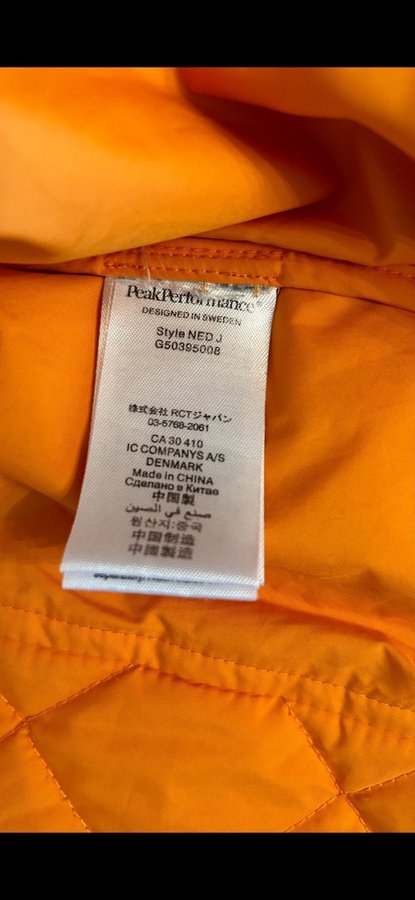 PeakPerformance
DESIGNED IN SWEDEN
Style NED J
G50395008
株式会社 RCTジャパン
03-5768-2061
CA 30 410
IC COMPANYS A/S
DENMARK
Made in CHINA
Сделано в Китае
中国製
صنع في الصين
원산지:중국
中国制造
中國製造